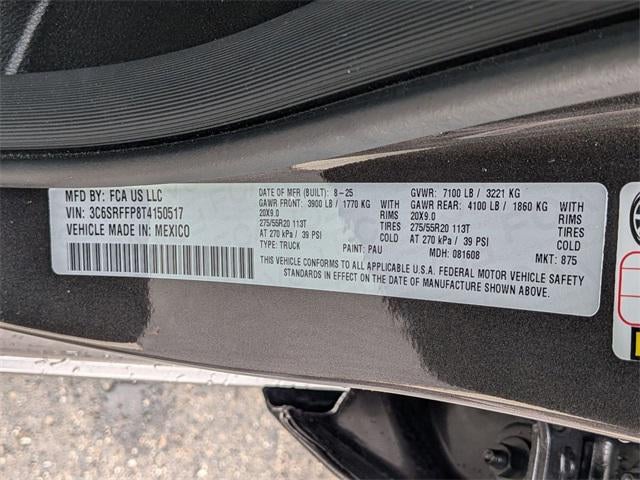 MFD BY: FCA US LLC
VIN: 3C6SRFFP8T4150517
VEHICLE MADE IN: MEXICO
DATE OF MFR (BUILT): 8-25
GAWR FRONT: 3900 LB / 1770 KG
20X9.0 RIMS
275/55R20 113T TIRES
AT 270 kPa / 39 PSI COLD
TYPE: TRUCK PAINT: PAU
GVWR: 7100 LB / 3221 KG
GAWR REAR: 4100 LB / 1860 KG
20X9.0 RIMS
275/55R20 113T TIRES
AT 270 kPa / 39 PSI COLD
MDH: 081608 MKT: 875
THIS VEHICLE CONFORMS TO ALL APPLICABLE U.S.A. FEDERAL MOTOR VEHICLE SAFETY
STANDARDS IN EFFECT ON THE DATE OF MANUFACTURE SHOWN ABOVE.